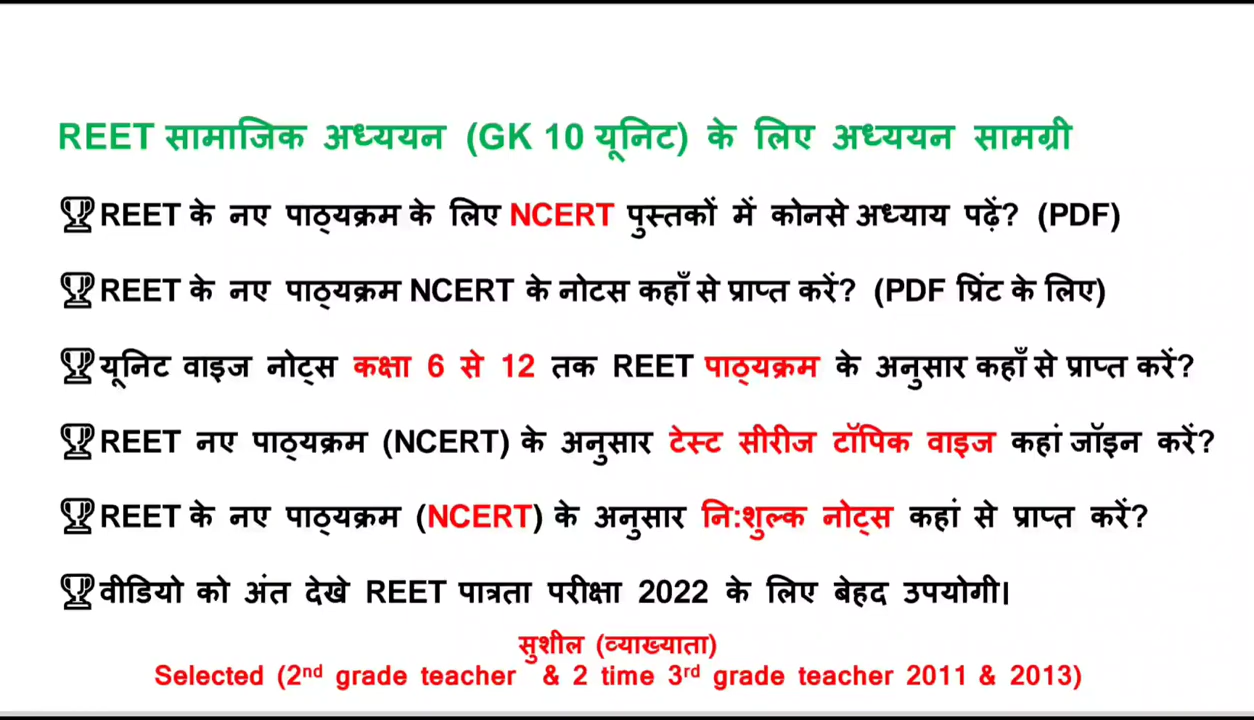 REET सामाजिक अध्ययन (GK 10 यूनिट) के लिए अध्ययन सामग्री
🏆REET के नए पाठ्यक्रम के लिए NCERT पुस्तकों में कोनसे अध्याय पढ़ें? (PDF)
🏆REET के नए पाठ्यक्रम NCERT के नोटस कहाँ से प्राप्त करें? (PDF प्रिंट के लिए)
🏆यूनिट वाइज नोट्स कक्षा 6 से 12 तक REET पाठ्यक्रम के अनुसार कहाँ से प्राप्त करें?
🏆REET नए पाठ्यक्रम (NCERT) के अनुसार टेस्ट सीरीज टॉपिक वाइज कहां जॉइन करें?
🏆REET के नए पाठ्यक्रम (NCERT) के अनुसार नि:शुल्क नोट्स कहां से प्राप्त करें?
🏆वीडियो को अंत देखे REET पात्रता परीक्षा 2022 के लिए बेहद उपयोगी।
सुशील (व्याख्याता)
Selected (2nd grade teacher & 2 time 3rd grade teacher 2011 & 2013)